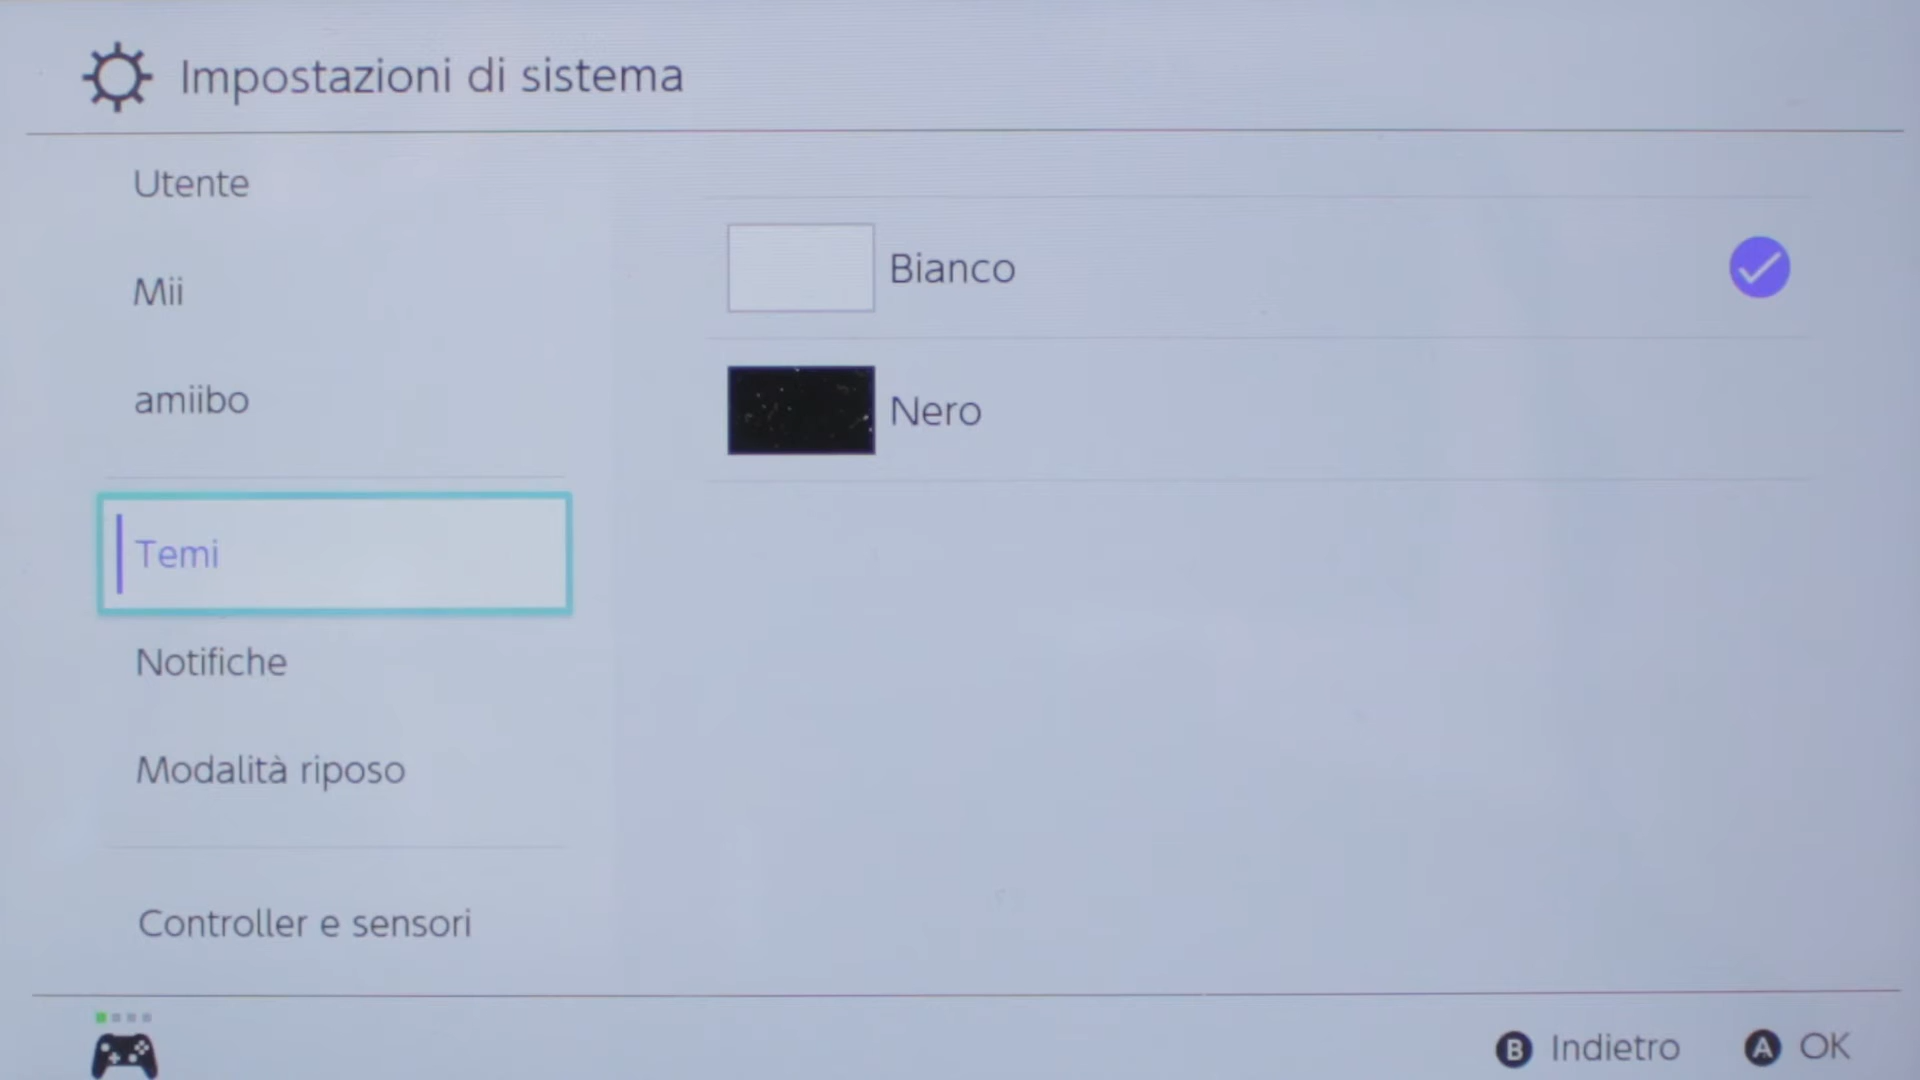 Impostazioni di sistema
Utente
Mii
amiibo
Temi
Notifiche
Modalità riposo
Controller e sensori
Bianco
Nero
B Indietro
A OK